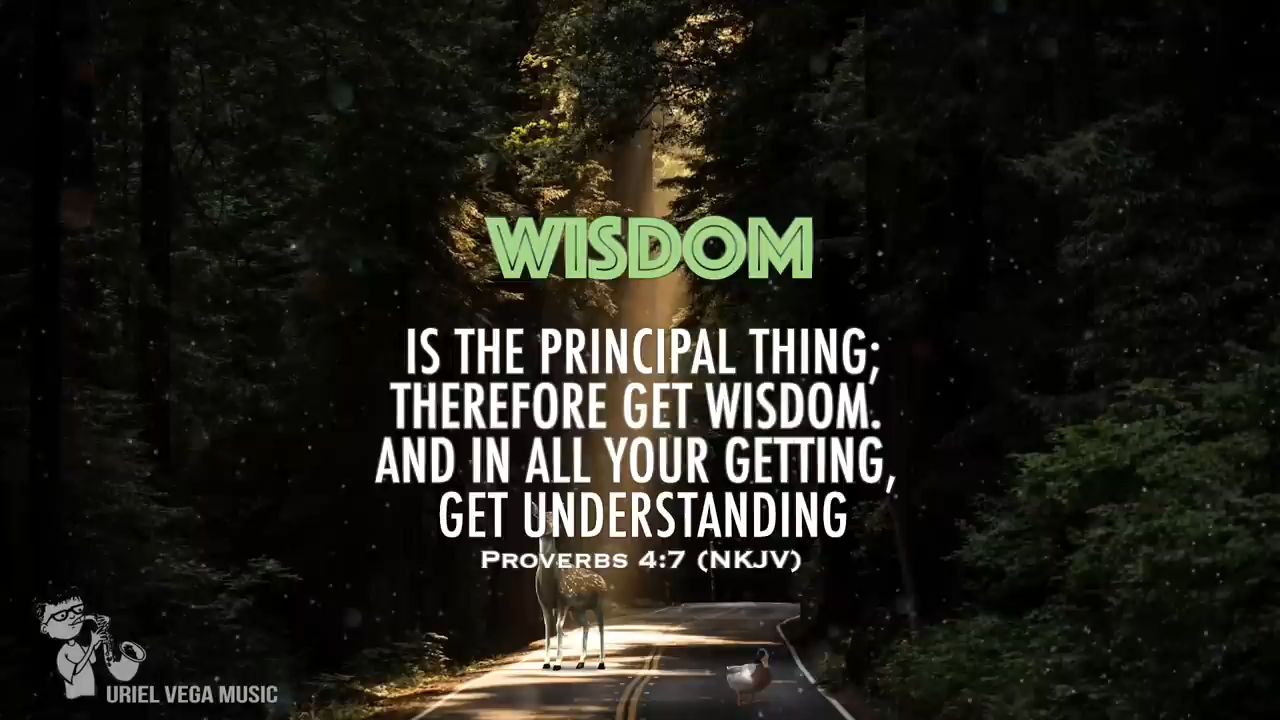 WISDOM
IS THE PRINCIPAL THING;
THEREFORE GET WISDOM.
AND IN ALL YOUR GETTING,
GET UNDERSTANDING
PROVERBS 4:7 (NKJV)
URIEL VEGA MUSIC